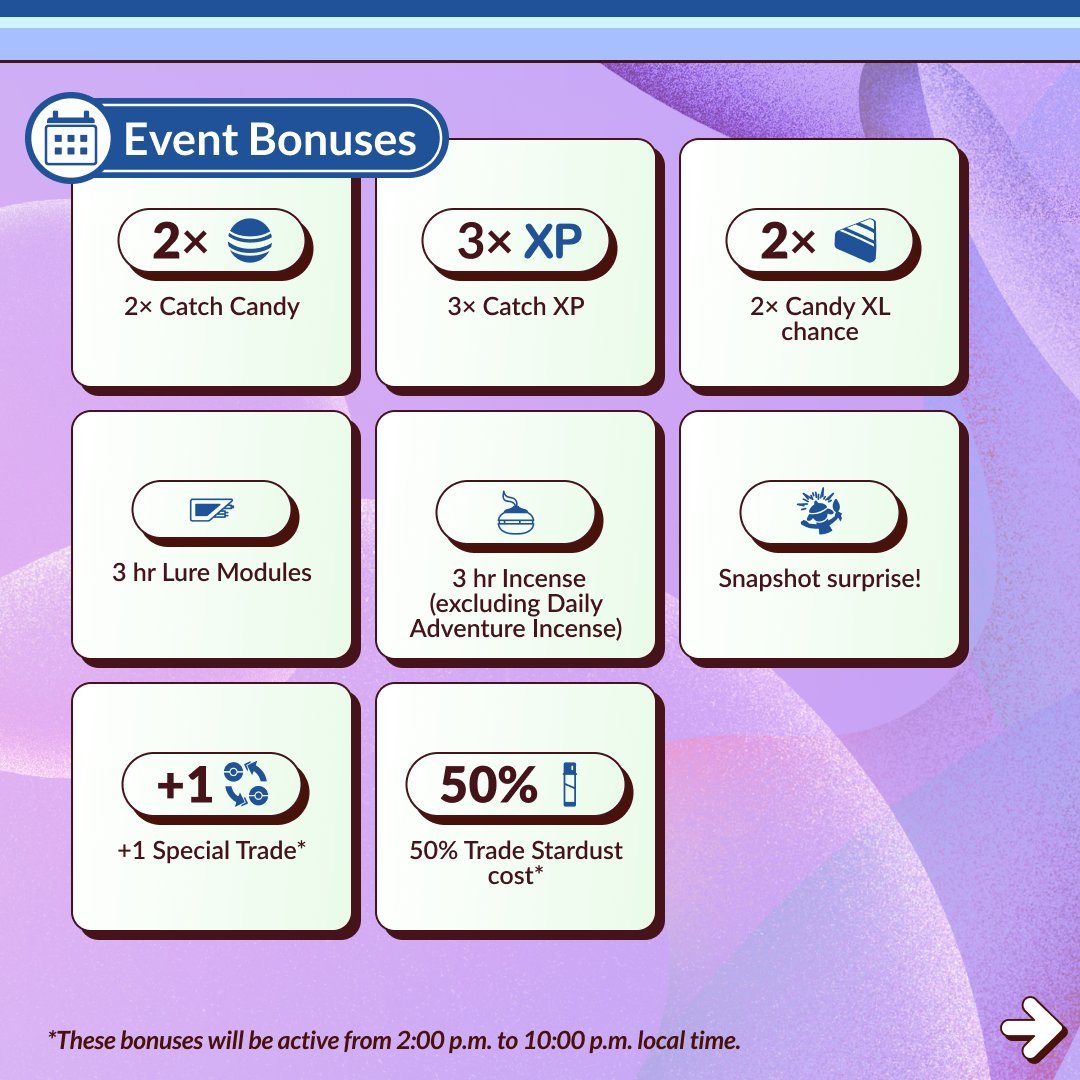 Event Bonuses
2×
2× Catch Candy
3× XP
3× Catch XP
2×
2× Candy XL
chance
3 hr Lure Modules
3 hr Incense
(excluding Daily
Adventure Incense)
Snapshot surprise!
+1
+1 Special Trade*
50%
50% Trade Stardust
cost*
*These bonuses will be active from 2:00 p.m. to 10:00 p.m. local time.